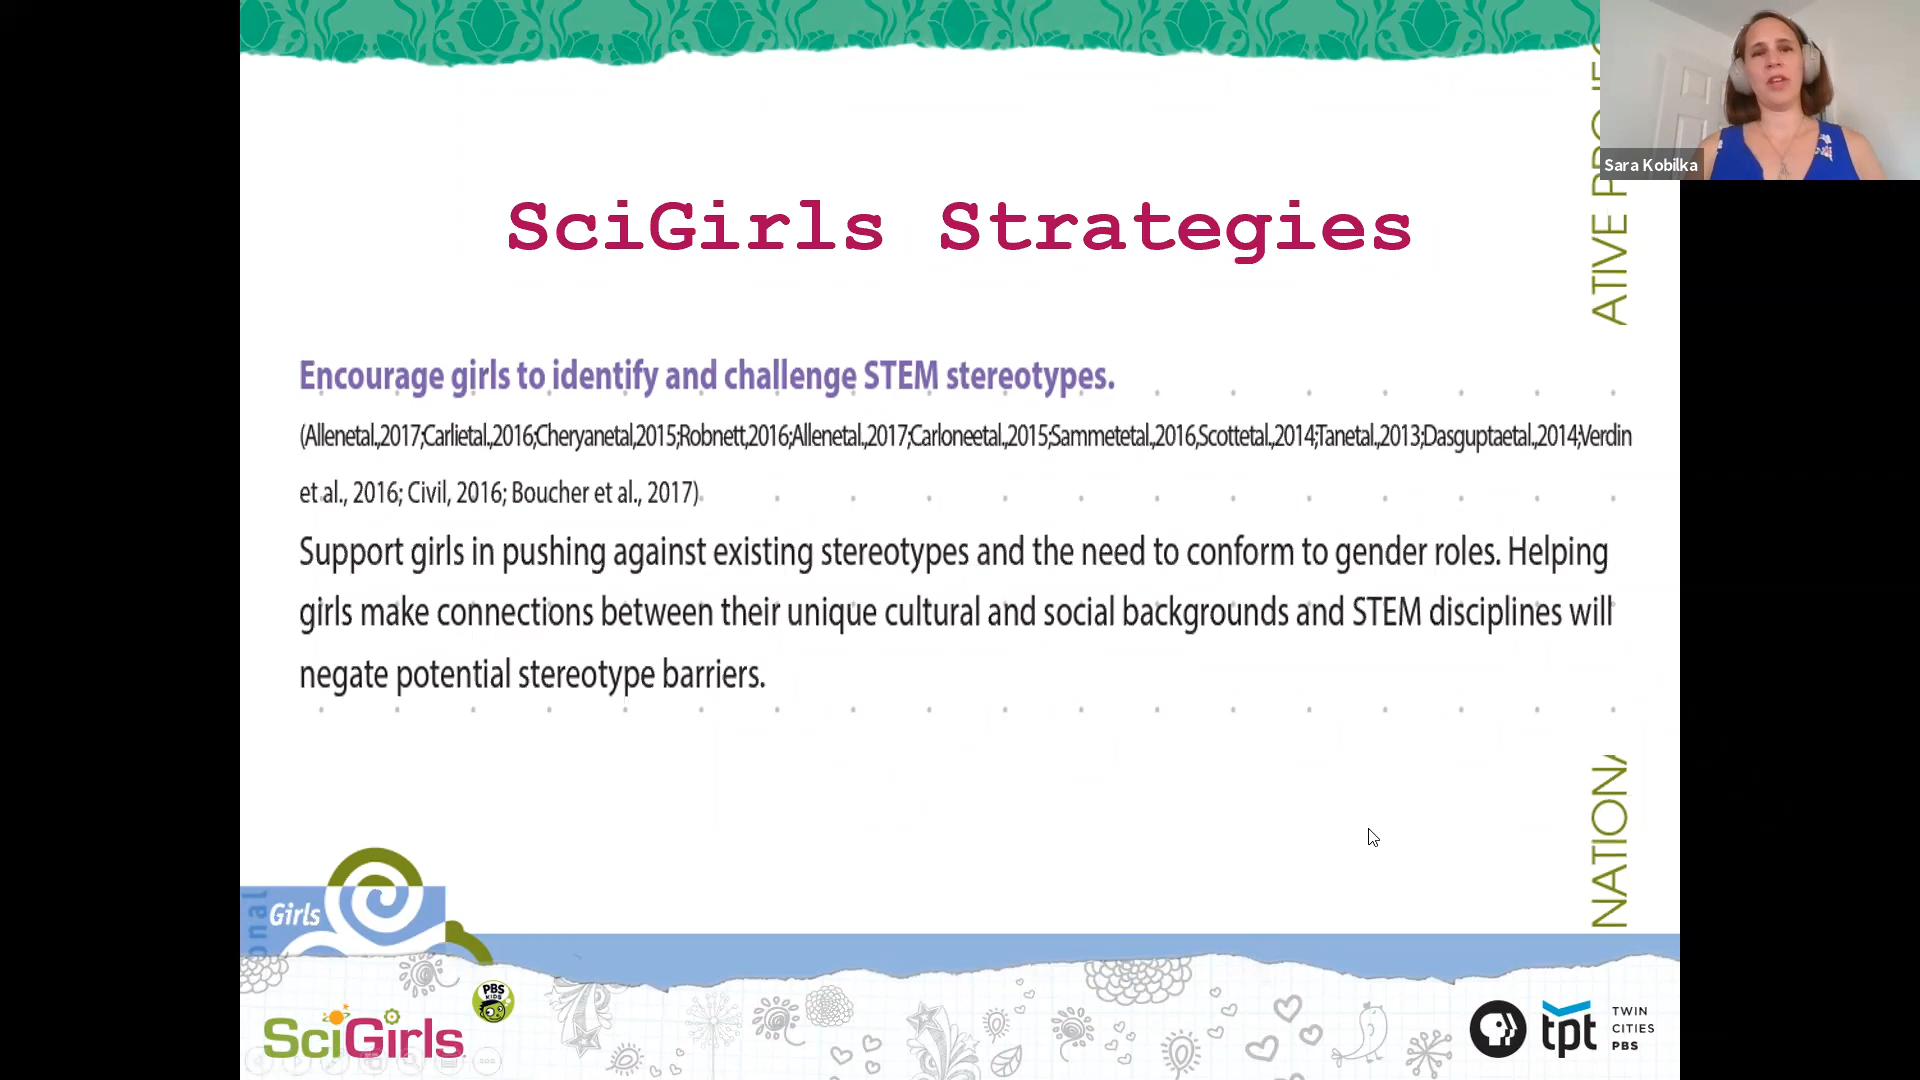 Sara Kobilka
SciGirls Strategies
Encourage girls to identify and challenge STEM stereotypes.
(Allenetal.,2017;Carlietal.,2016;Cheryanetal,2015;Robnett,2016;Allenetal.,2017;Carloneetal.,2015;Sammetetal.,2016,Scottetal.,2014;Tanetal.,2013;Dasguptaetal.,2014;Verdin
et al., 2016; Civil, 2016; Boucher et al., 2017)
Support girls in pushing against existing stereotypes and the need to conform to gender roles. Helping
girls make connections between their unique cultural and social backgrounds and STEM disciplines will
negate potential stereotype barriers.
ATIVE
NATION
Girls
onal
PBS
KIDS
SciGirls
tpt
TWIN
CITIES
PBS